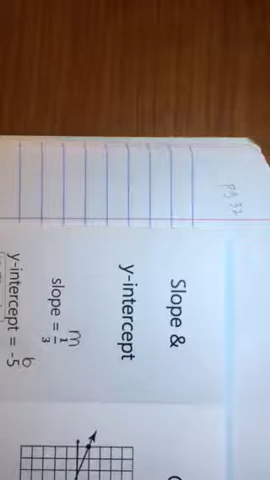 pg 32
Slope &
y-intercept
m
slope = 1/3
b
y-intercept = -5